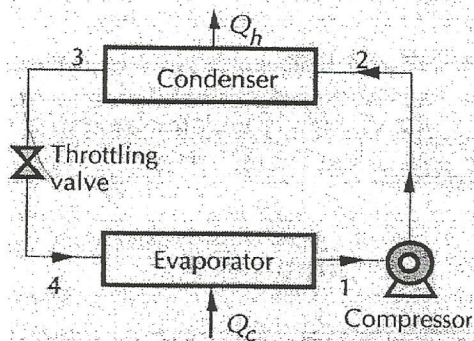 Q_h
3
Condenser
2
Throttling
valve
Evaporator
4
1
Q_c
Compressor